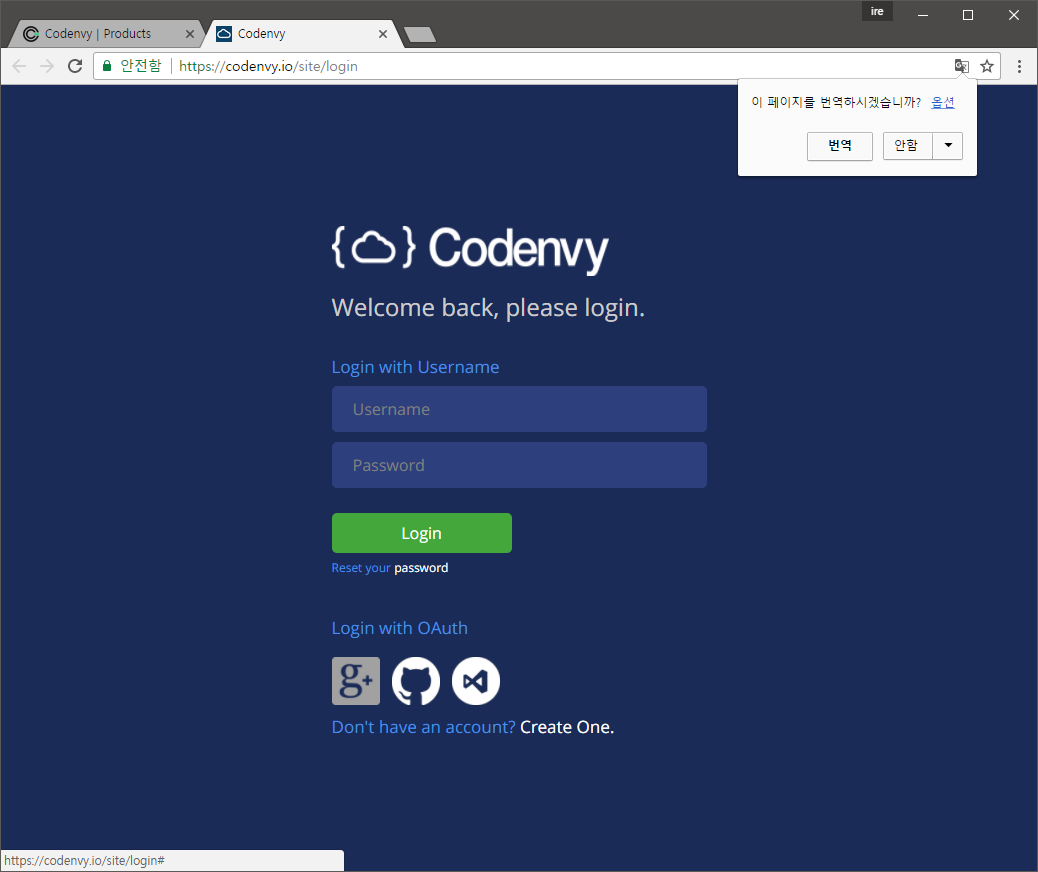 ire
Codenvy | Products
Codenvy
안전함 https://codenvy.io/site/login
이 페이지를 번역하시겠습니까? 옵션
번역 안함
{ } Codenvy
Welcome back, please login.
Login with Username
Username
Password
Login
Reset your password
Login with OAuth
g+
Don't have an account? Create One.
https://codenvy.io/site/login#